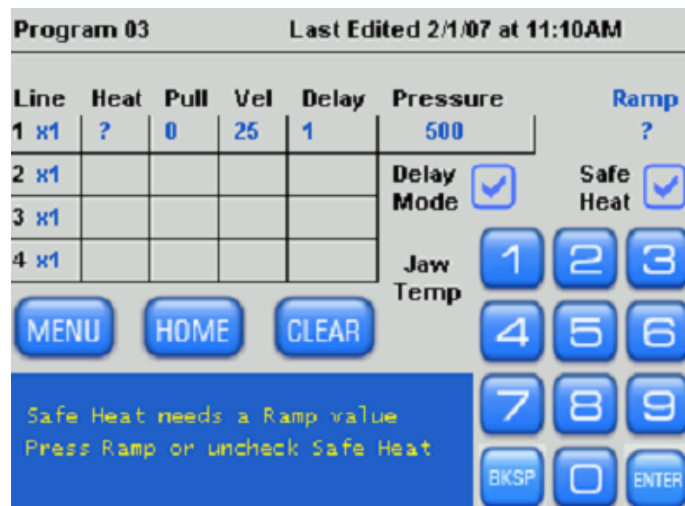 Program 03 Last Edited 2/1/07 at 11:10AM
Line Heat Pull Vel Delay Pressure Ramp
1 x1 ? 0 25 1 500 ?
2 x1 Delay Mode Safe Heat
3 x1
4 x1 Jaw Temp
1 2 3
MENU HOME CLEAR 4 5 6
7 8 9
Safe Heat needs a Ramp value
Press Ramp or uncheck Safe Heat
BKSP 0 ENTER